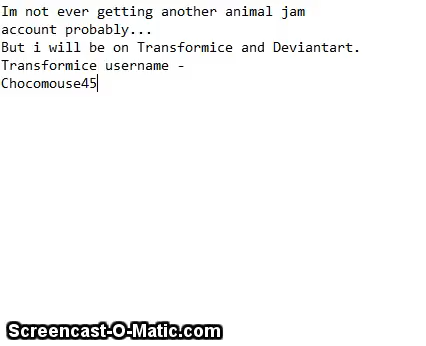 Im not ever getting another animal jam
account probably...
But i will be on Transformice and Deviantart.
Transformice username -
Chocomouse45
Screencast-O-Matic.com